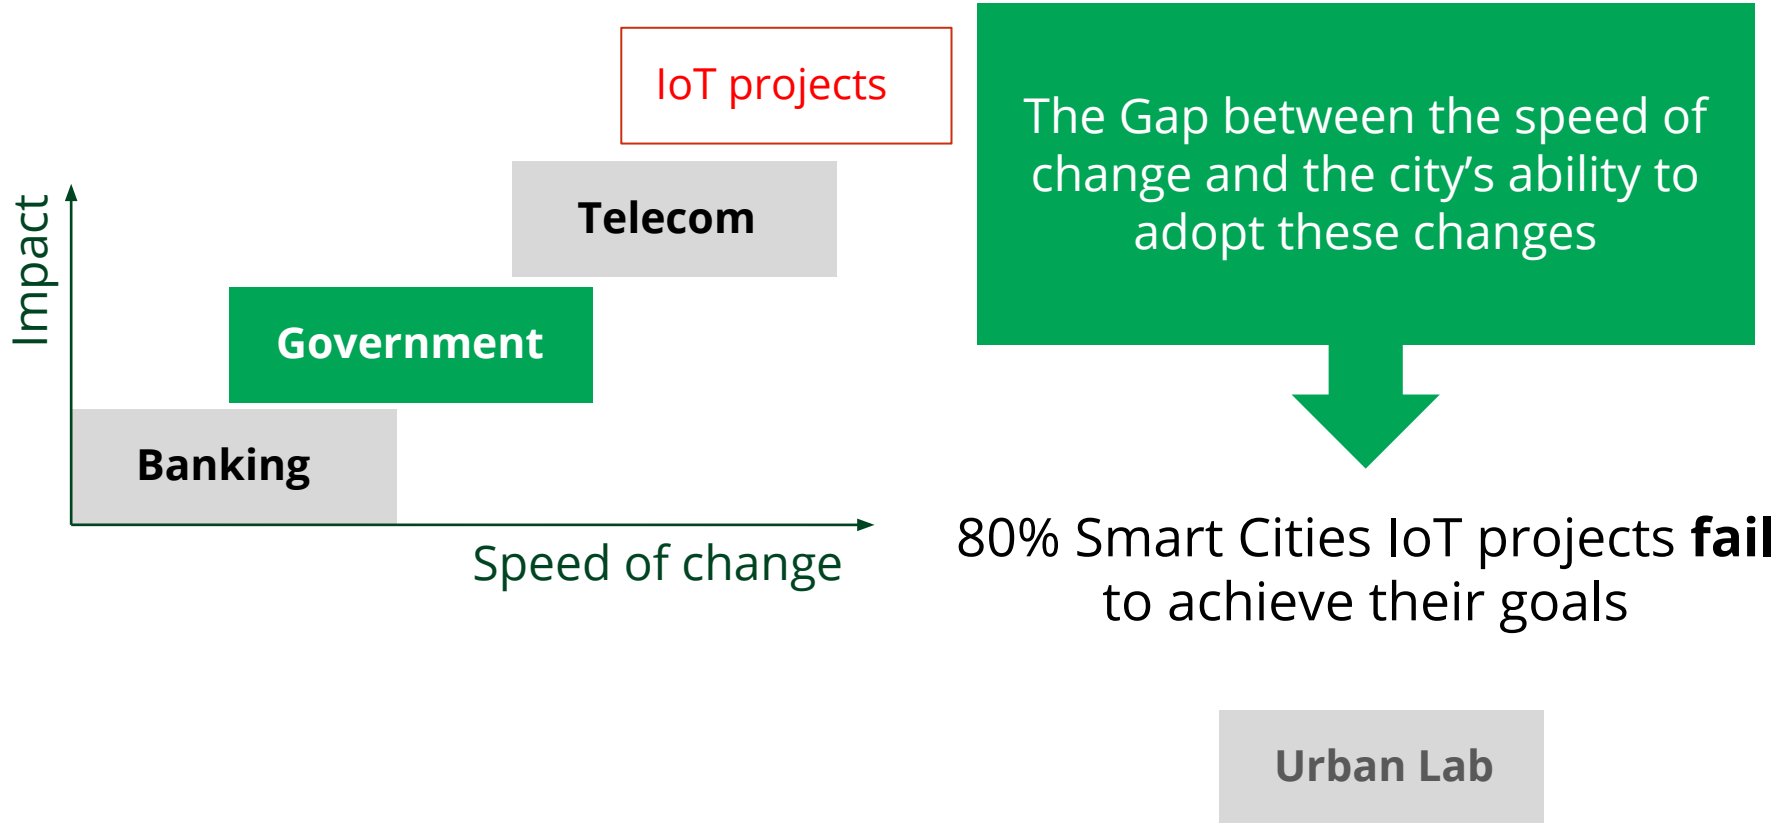 IoT projects
Telecom
Government
Banking
Impact
Speed of change
The Gap between the speed of
change and the city’s ability to
adopt these changes
80% Smart Cities IoT projects fail
to achieve their goals
Urban Lab